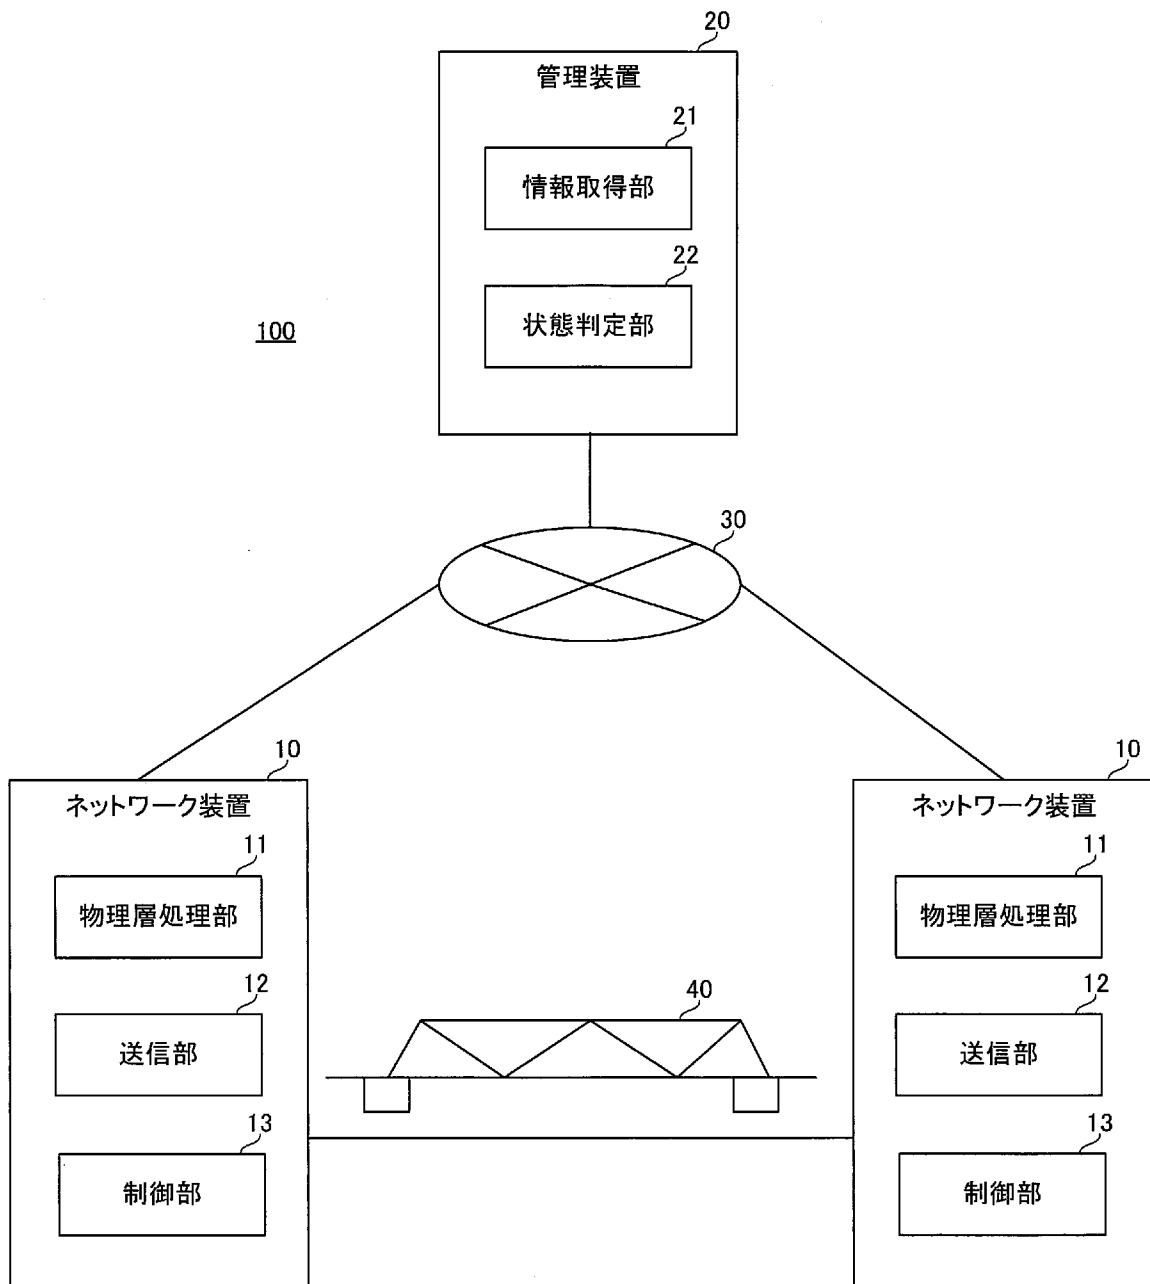 20
管理装置
21
情報取得部
22
状態判定部
100
30
10
ネットワーク装置
11
物理層処理部
12
送信部
13
制御部
40
10
ネットワーク装置
11
物理層処理部
12
送信部
13
制御部